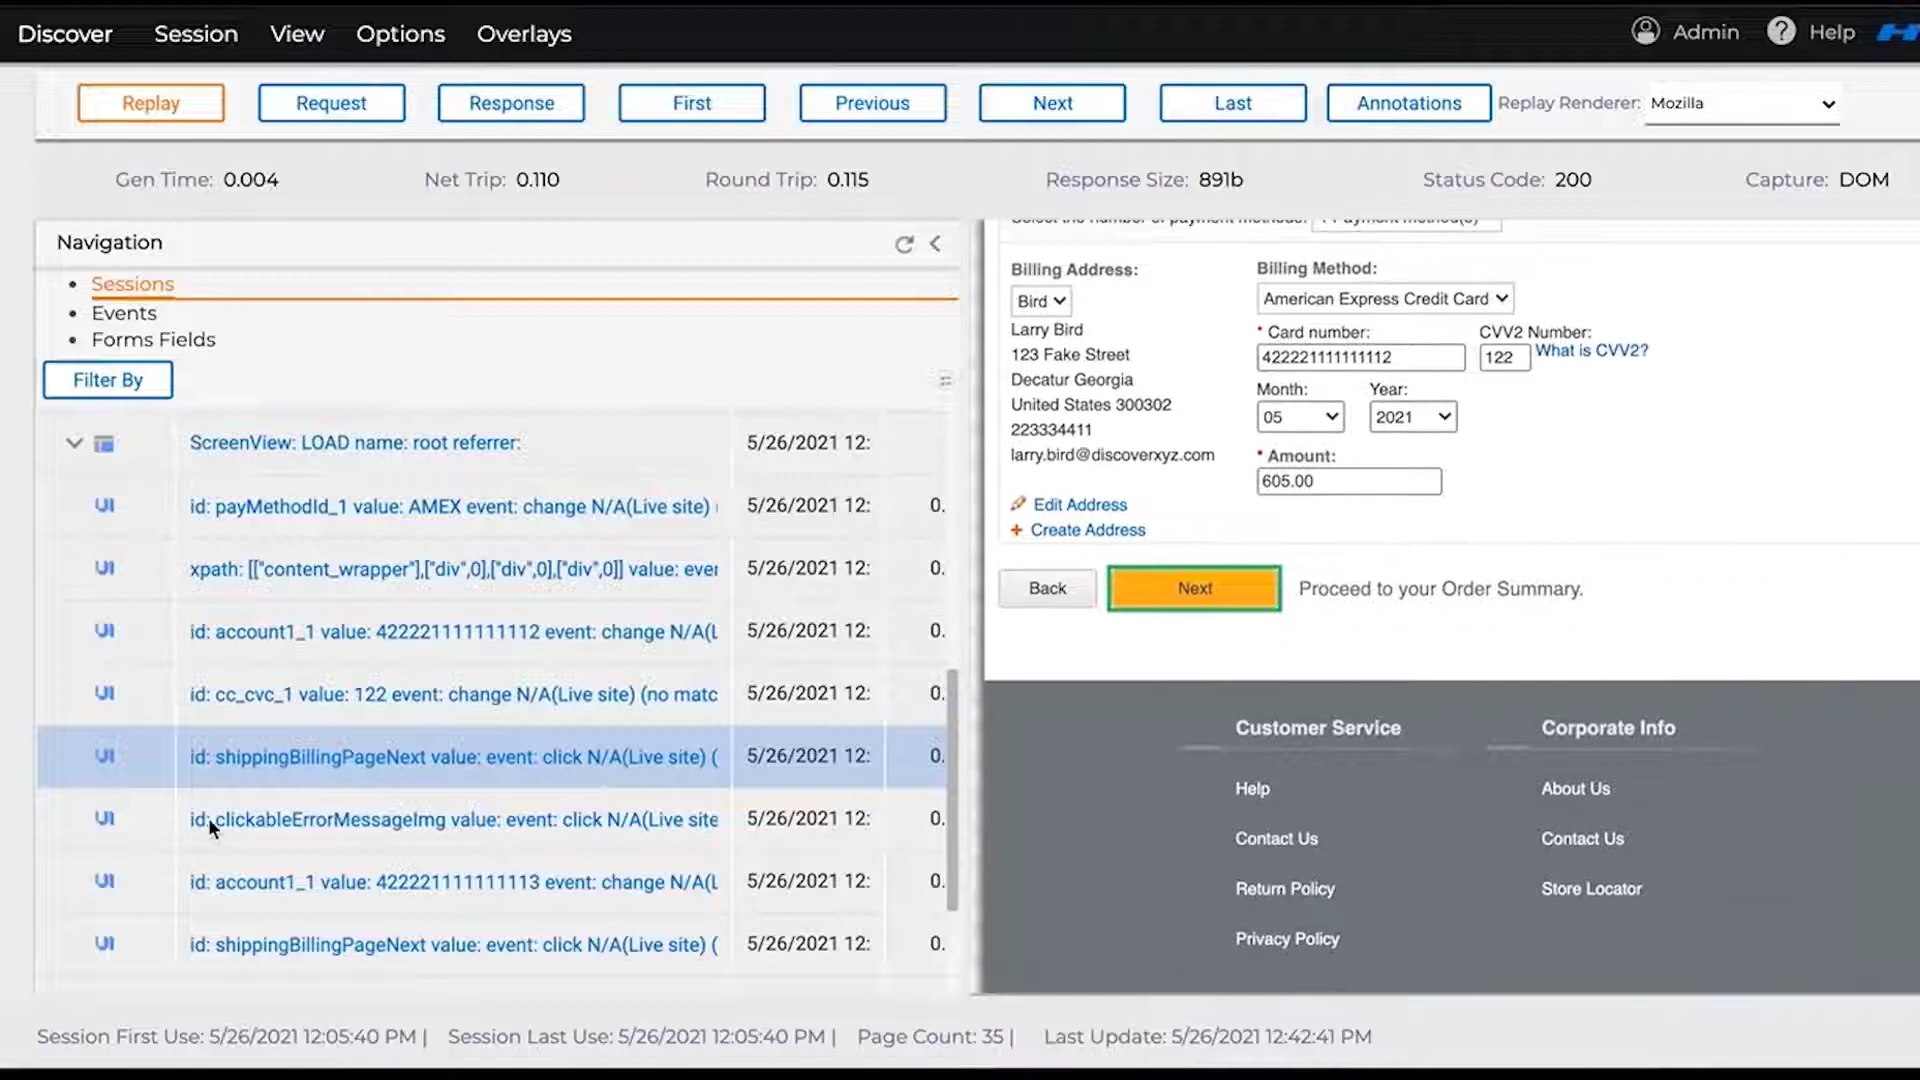 Discover Session View Options Overlays Admin Help
Replay Request Response First Previous Next Last Annotations Replay Renderer: Mozilla
Gen Time: 0.004 Net Trip: 0.110 Round Trip: 0.115 Response Size: 891b Status Code: 200 Capture: DOM
Navigation
Sessions
Events
Forms Fields
Filter By
ScreenView: LOAD name: root referrer: 5/26/2021 12:
UI id: payMethodId_1 value: AMEX event: change N/A(Live site) 5/26/2021 12: 0.
UI xpath: [["content_wrapper"],["div",0],["div",0],["div",0]] value: ever 5/26/2021 12: 0.
UI id: account1_1 value: 422221111111112 event: change N/A(L 5/26/2021 12: 0.
UI id: cc_cvc_1 value: 122 event: change N/A(Live site) (no matc 5/26/2021 12: 0.
UI id: shippingBillingPageNext value: event: click N/A(Live site) ( 5/26/2021 12: 0.
UI id: clickableErrorMessageImg value: event: click N/A(Live site 5/26/2021 12: 0.
UI id: account1_1 value: 422221111111113 event: change N/A(L 5/26/2021 12: 0.
UI id: shippingBillingPageNext value: event: click N/A(Live site) ( 5/26/2021 12: 0.
Select the number of payment methods:
Billing Address:
Bird
Larry Bird
123 Fake Street
Decatur Georgia
United States 300302
223334411
larry.bird@discoverxyz.com
Edit Address
+ Create Address
Billing Method:
American Express Credit Card
* Card number: CVV2 Number:
422221111111112 122 What is CVV2?
Month: Year:
05 2021
* Amount:
605.00
Back Next Proceed to your Order Summary.
Customer Service
Help
Contact Us
Return Policy
Privacy Policy
Corporate Info
About Us
Contact Us
Store Locator
Session First Use: 5/26/2021 12:05:40 PM | Session Last Use: 5/26/2021 12:05:40 PM | Page Count: 35 | Last Update: 5/26/2021 12:42:41 PM